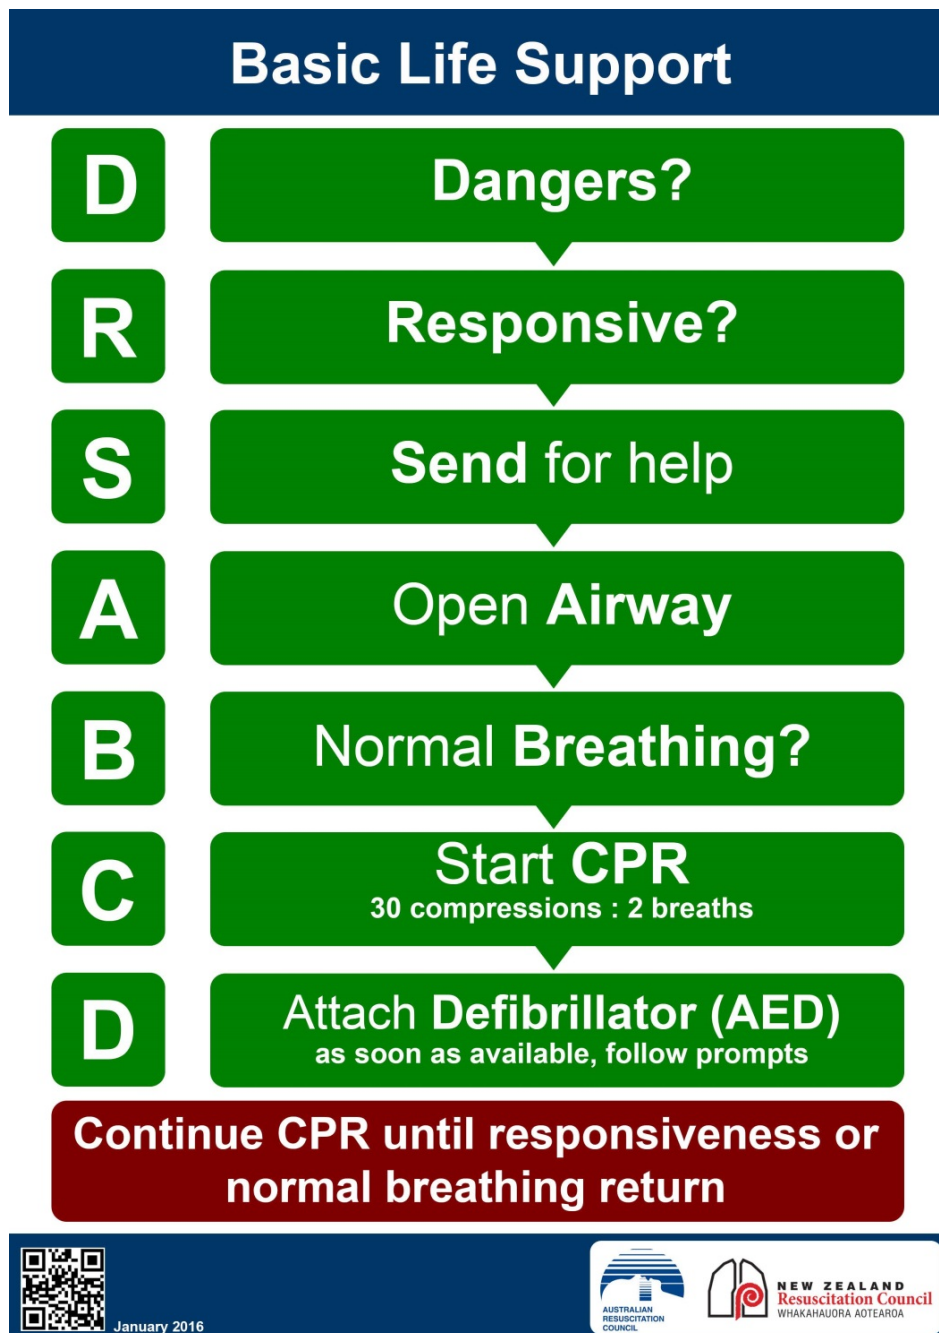 Basic Life Support
D
Dangers?
R
Responsive?
S
Send for help
A
Open Airway
B
Normal Breathing?
C
Start CPR
30 compressions : 2 breaths
D
Attach Defibrillator (AED)
as soon as available, follow prompts
Continue CPR until responsiveness or
normal breathing return
January 2016
AUSTRALIAN
RESUSCITATION
COUNCIL
NEW ZEALAND
Resuscitation Council
WHAKAHAUORA AOTEAROA